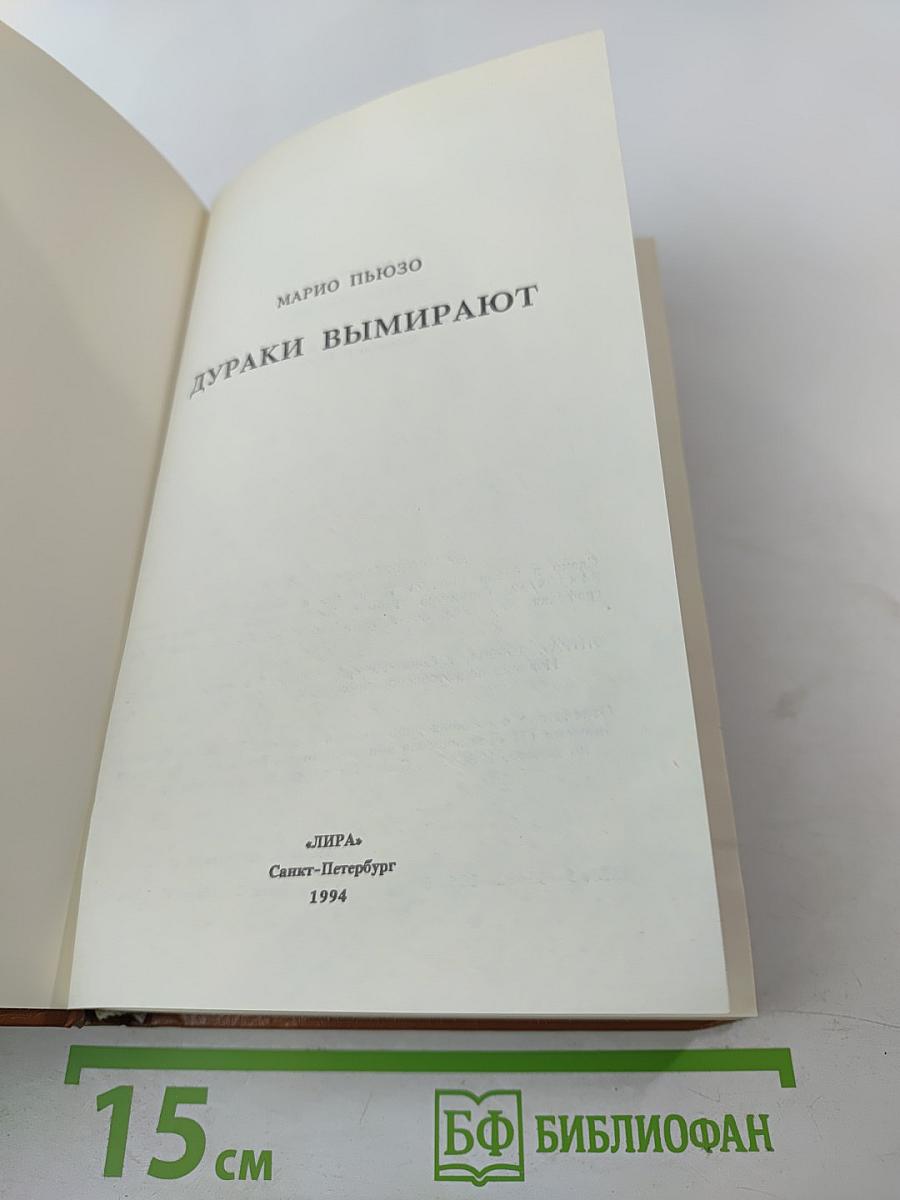 МАРИО ПЬЮЗО
ДУРАКИ ВЫМИРАЮТ
«ЛИРА»
Санкт-Петербург
1994
15 см
БФ БИБЛИОФАН